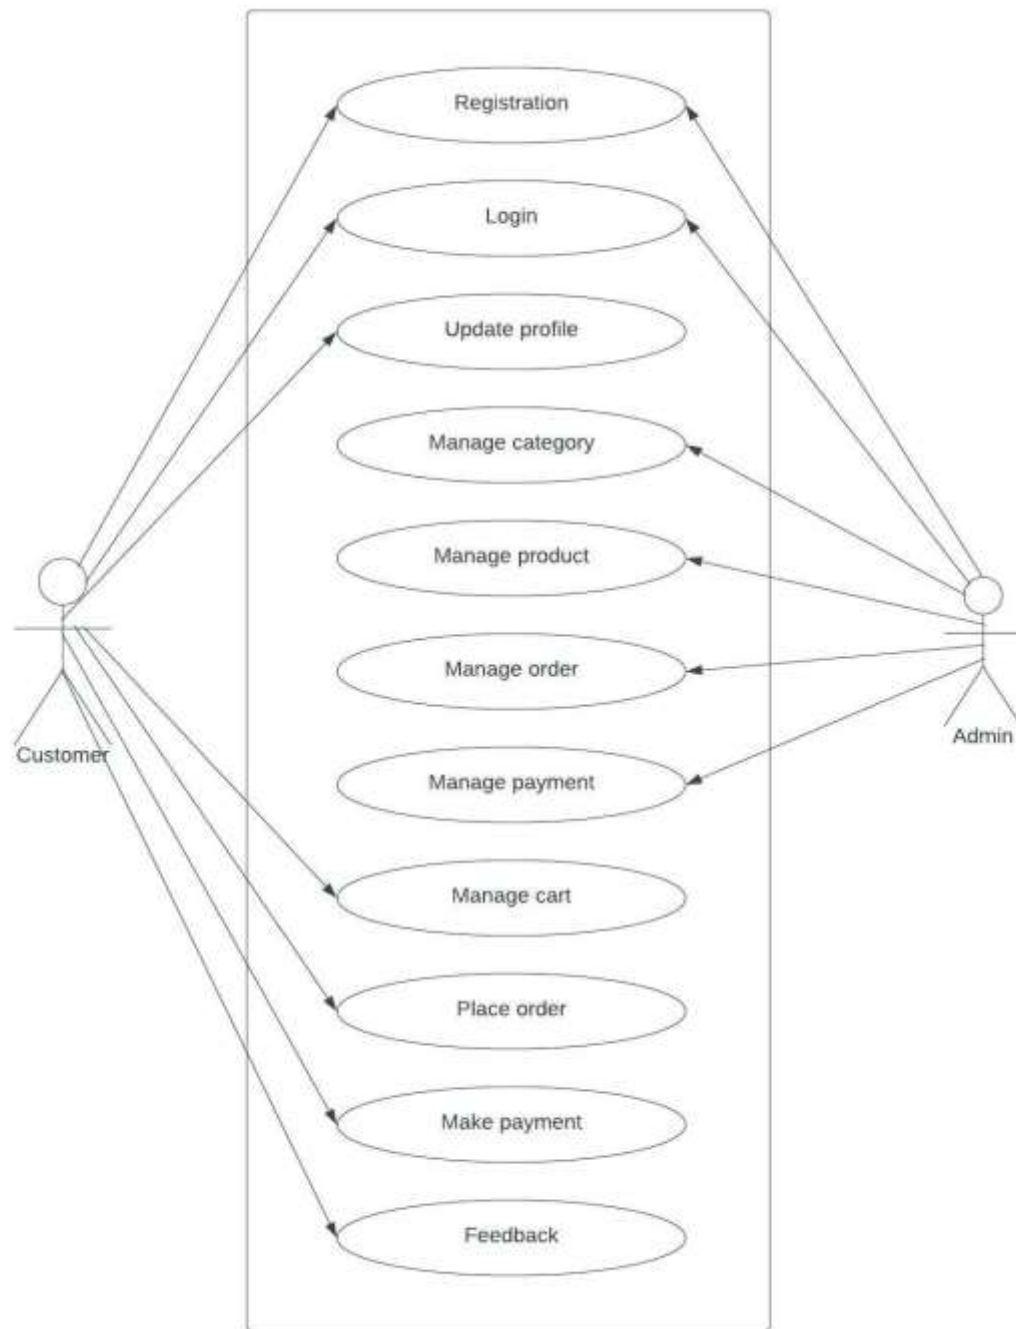 Registration
Login
Update profile
Manage category
Manage product
Manage order
Manage payment
Manage cart
Place order
Make payment
Feedback
Customer
Admin